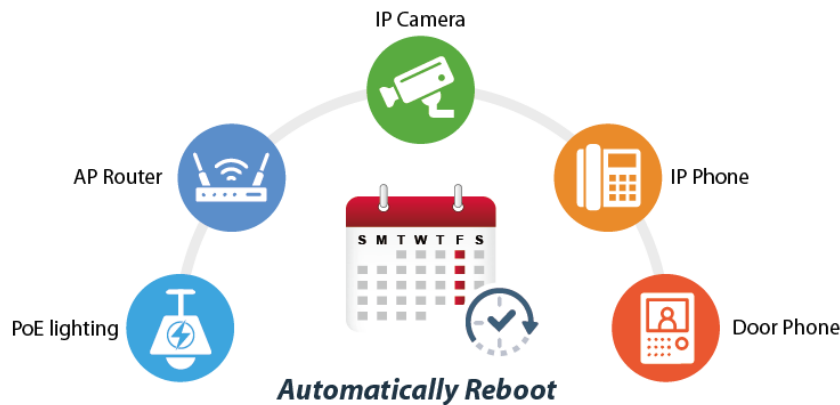 IP Camera
AP Router
IP Phone
S M T W T F S
PoE lighting
Door Phone
Automatically Reboot